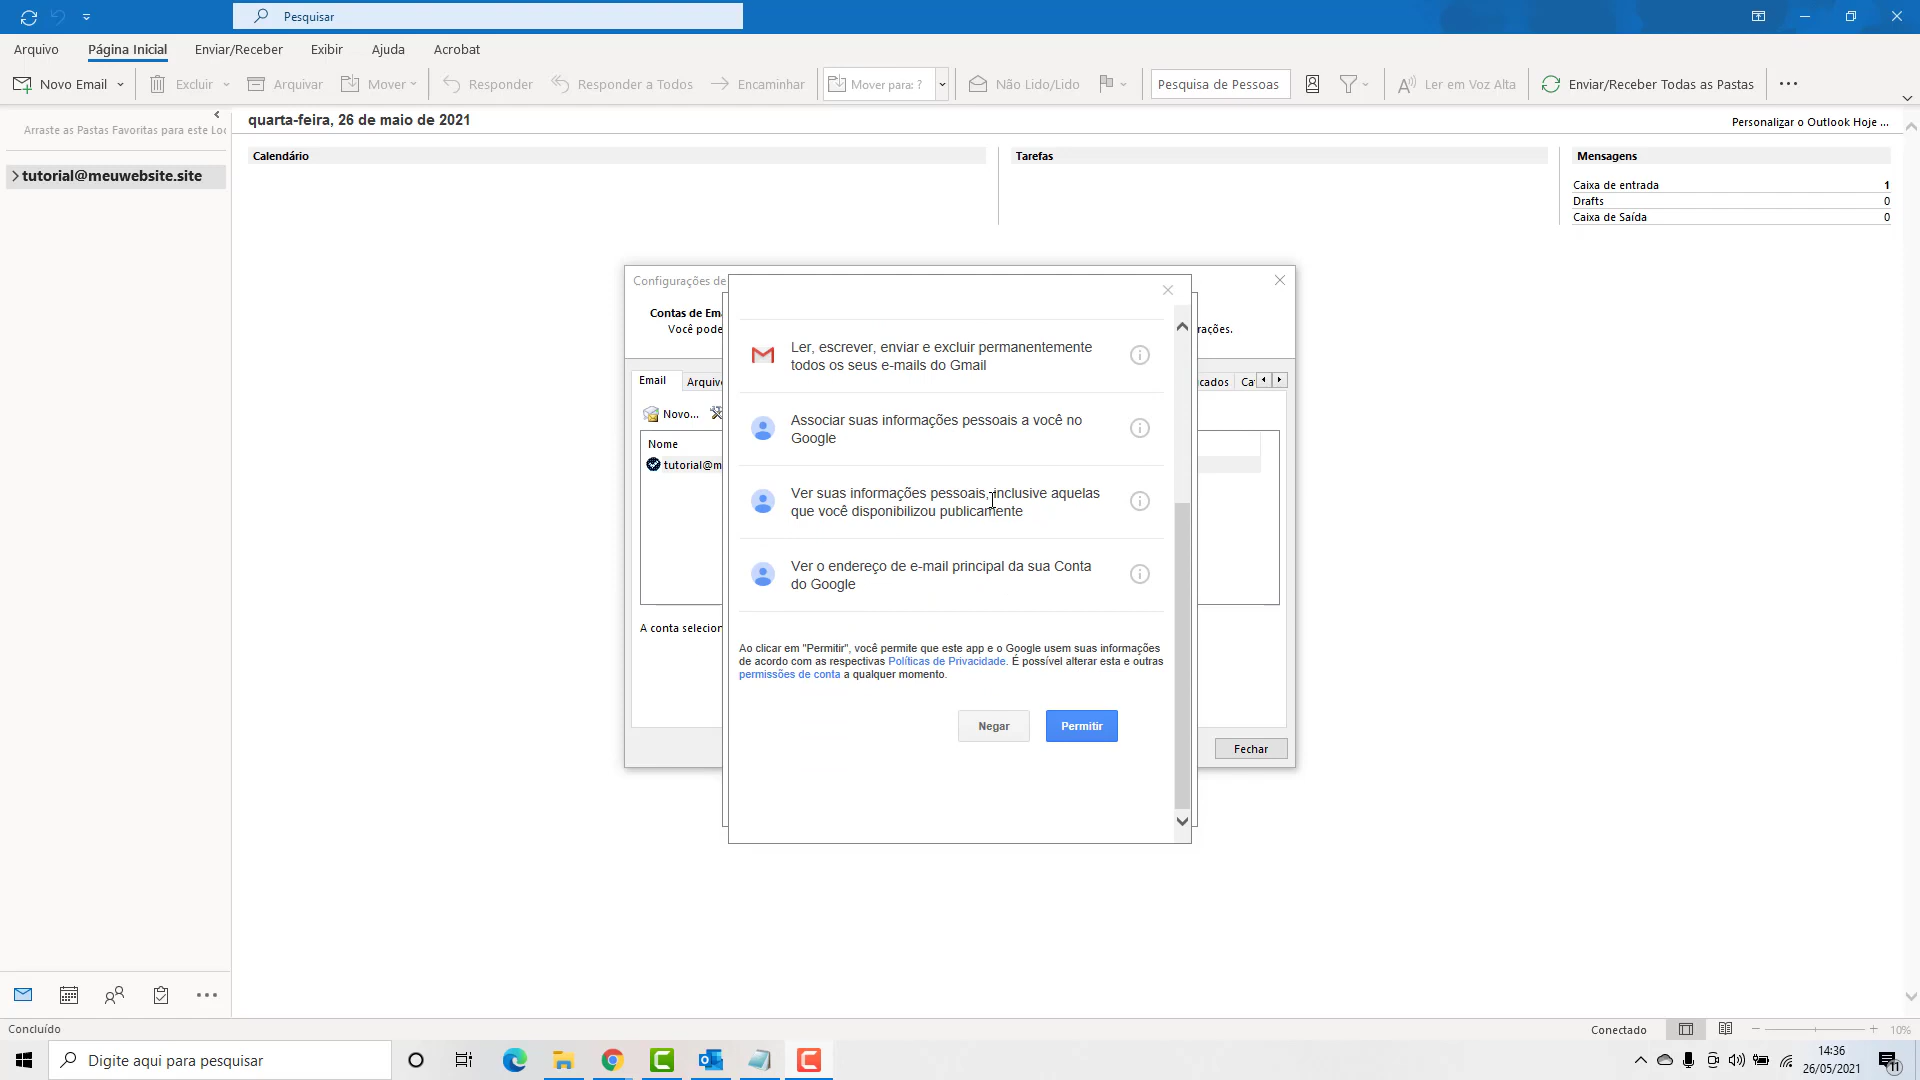 Pesquisar
Arquivo Página Inicial Enviar/Receber Exibir Ajuda Acrobat
Novo Email Excluir Arquivar Mover Responder Responder a Todos Encaminhar Mover para: ? Não Lido/Lido Pesquisa de Pessoas Ler em Voz Alta Enviar/Receber Todas as Pastas
Arraste as Pastas Favoritas para este Loc
quarta-feira, 26 de maio de 2021
Personalizar o Outlook Hoje ...
Calendário
Tarefas
Mensagens
tutorial@meuwebsite.site
Caixa de entrada 1
Drafts 0
Caixa de Saída 0
Configurações de
Contas de Ema
Você pode
rações.
Email Arquivo
cados Ca
Novo...
Nome
tutorial@m
A conta selecion
Ler, escrever, enviar e excluir permanentemente
todos os seus e-mails do Gmail
Associar suas informações pessoais a você no
Google
Ver suas informações pessoais, inclusive aquelas
que você disponibilizou publicamente
Ver o endereço de e-mail principal da sua Conta
do Google
Ao clicar em "Permitir", você permite que este app e o Google usem suas informações
de acordo com as respectivas Políticas de Privacidade. É possível alterar esta e outras
permissões de conta a qualquer momento.
Negar Permitir
Fechar
Concluído
Conectado
10%
Digite aqui para pesquisar
14:36
26/05/2021
11